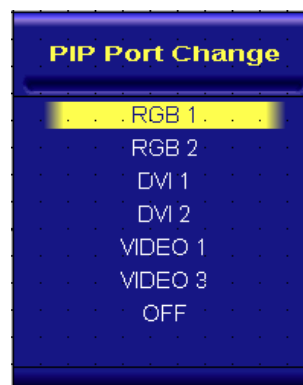 PIP Port Change
RGB 1
RGB 2
DVI 1
DVI 2
VIDEO 1
VIDEO 3
OFF